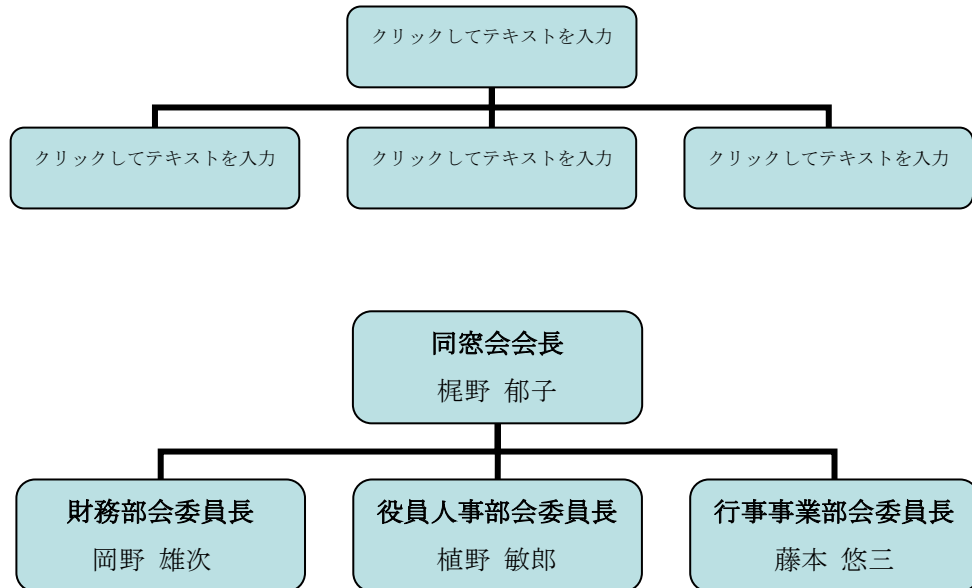 クリックしてテキストを入力
クリックしてテキストを入力
クリックしてテキストを入力
クリックしてテキストを入力
同窓会会長
梶野 郁子
財務部会委員長
岡野 雄次
役員人事部会委員長
植野 敏郎
行事事業部会委員長
藤本 悠三